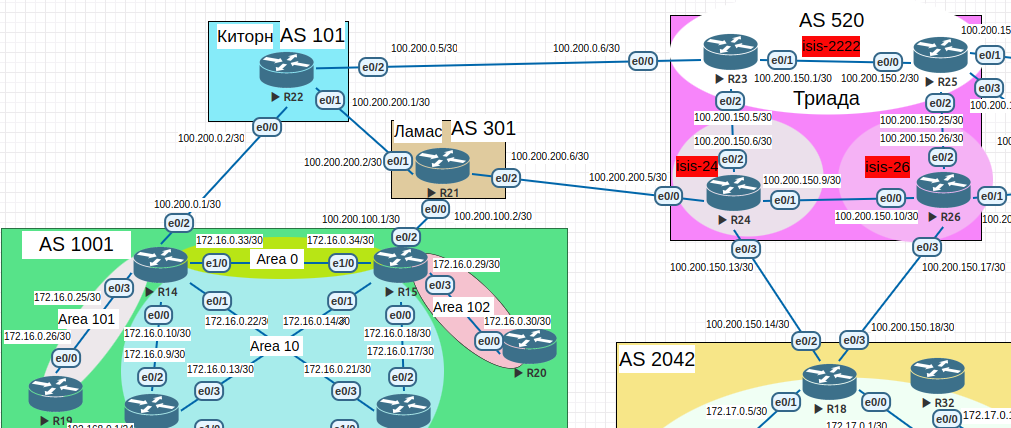 Киторн AS 101
AS 520
isis-2222
100.200.0.5/30
100.200.0.6/30
e0/2
e0/0
e0/1
e0/0
e0/1
R22
R23
R25
100.200.150.1/30
100.200.150.2/30
e0/3
e0/1
100.200.200.1/30
e0/2
Триада
e0/2
e0/0
100.200.0.2/30
Ламас AS 301
100.200.150.5/30
100.200.150.25/30
100.200.150.6/30
100.200.150.26/30
100.200.200.2/30
e0/1
100.200.200.6/30
isis-24
e0/2
isis-26
e0/2
e0/2
100.200.200.5/30
100.200.150.9/30
R21
e0/0
e0/1
e0/0
e0/1
100.200.0.1/30
e0/0
R24
100.200.150.10/30
R26
e0/2
100.200.100.1/30
100.200.100.2/30
AS 1001
172.16.0.33/30
172.16.0.34/30
e0/2
e0/3
e0/3
e1/0
Area 0
e1/0
172.16.0.29/30
100.200.150.13/30
100.200.150.17/30
e0/3
R14
R15
e0/3
172.16.0.25/30
e0/1
e0/1
Area 102
Area 101
e0/0
172.16.0.22/3
172.16.0.14/30
e0/0
172.16.0.30/30
100.200.150.14/30
100.200.150.18/30
172.16.0.26/30
172.16.0.10/30
172.16.0.18/30
e0/0
e0/2
e0/3
e0/0
172.16.0.9/30
Area 10
172.16.0.17/30
AS 2042
172.16.0.13/30
172.16.0.21/30
R20
e0/2
e0/3
e0/3
e0/2
R19
e0/1
R18
e0/0
R32
172.17.0.5/30
e0/0
172.17.0.1/30